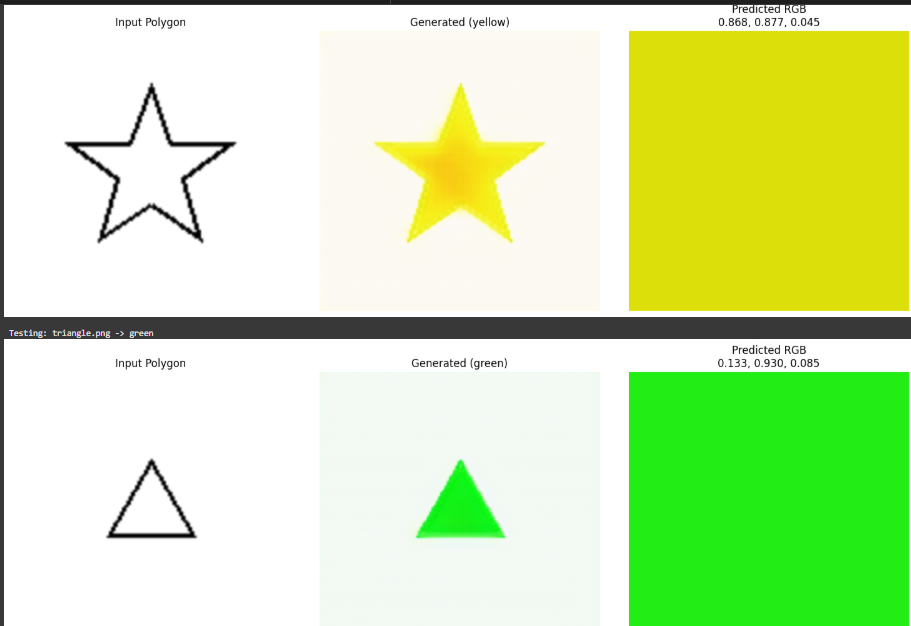 Input Polygon
Generated (yellow)
Predicted RGB
0.868, 0.877, 0.045
Testing: triangle.png -> green
Input Polygon
Generated (green)
Predicted RGB
0.133, 0.930, 0.085